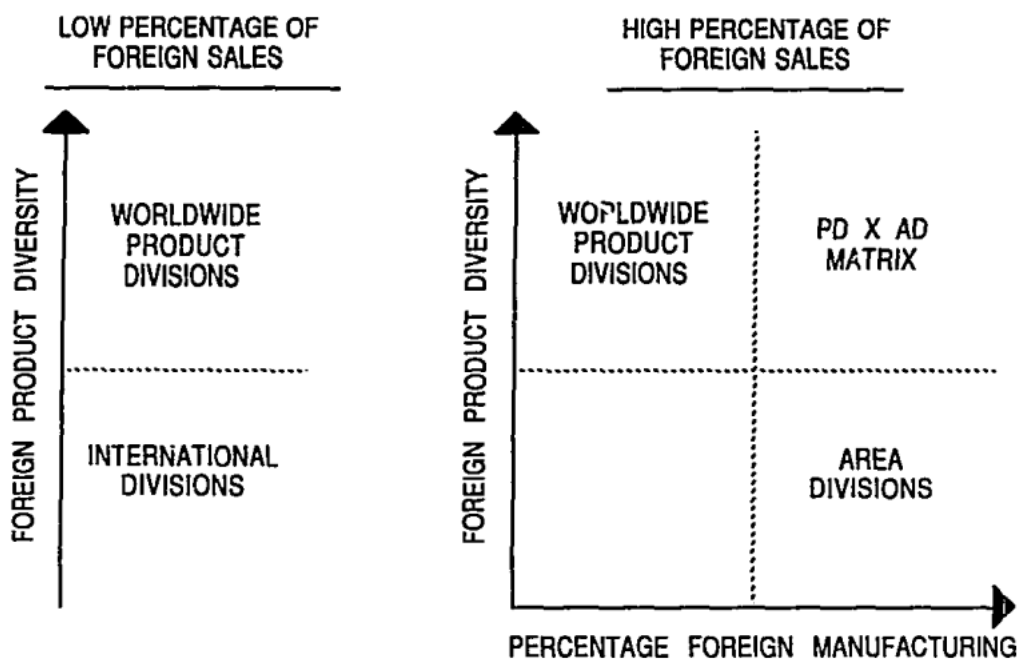 LOW PERCENTAGE OF
FOREIGN SALES
FOREIGN PRODUCT DIVERSITY
WORLDWIDE
PRODUCT
DIVISIONS
INTERNATIONAL
DIVISIONS
HIGH PERCENTAGE OF
FOREIGN SALES
FOREIGN PRODUCT DIVERSITY
WORLDWIDE
PRODUCT
DIVISIONS
PD X AD
MATRIX
AREA
DIVISIONS
PERCENTAGE FOREIGN MANUFACTURING